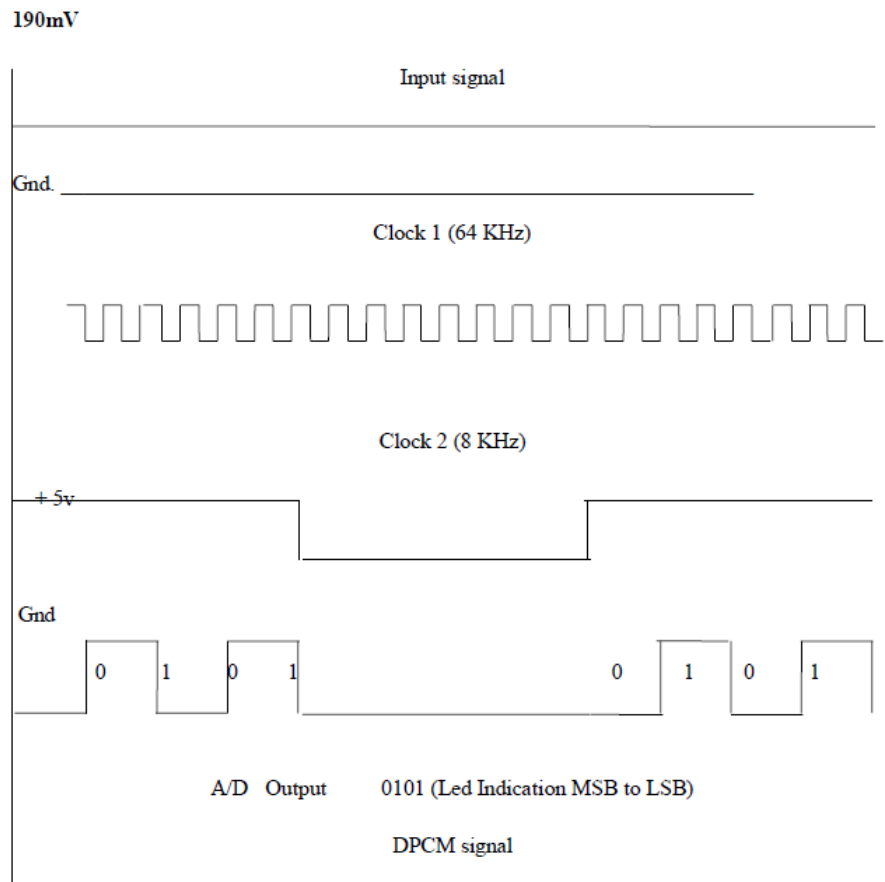 190mV
Input signal
Gnd.
Clock 1 (64 KHz)
Clock 2 (8 KHz)
+ 5v
Gnd
0 1 0 1 0 1 0 1
A/D Output 0101 (Led Indication MSB to LSB)
DPCM signal